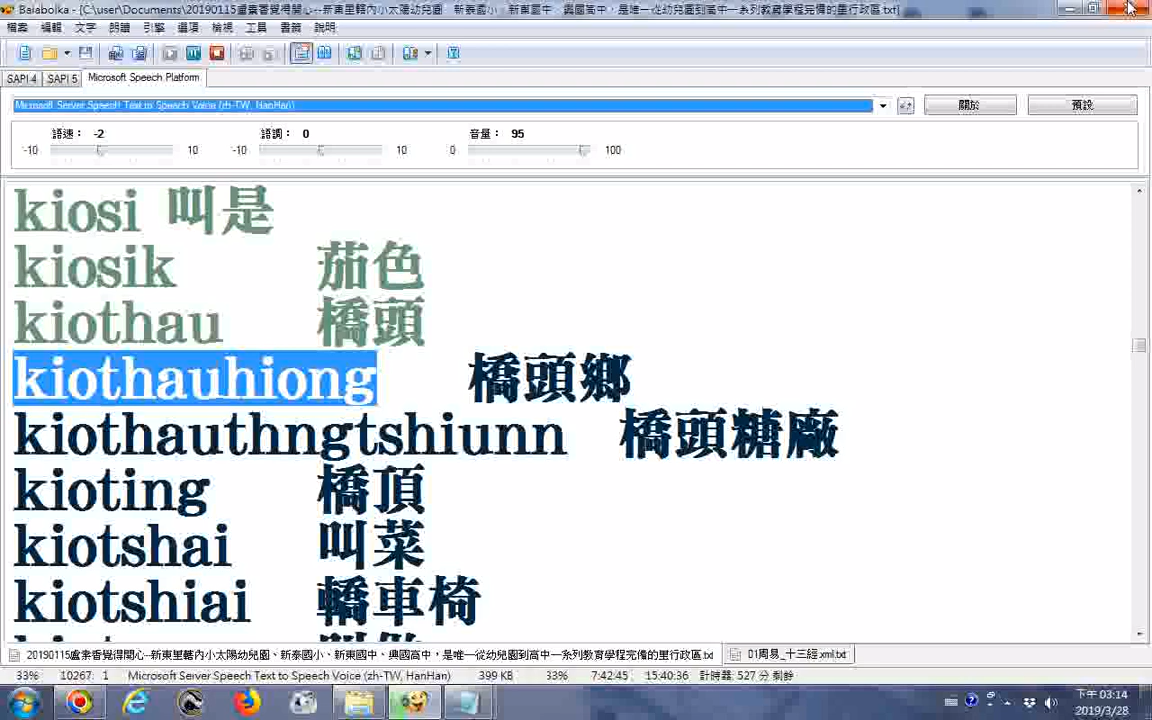 Balabolka - [C:\user\Documents\20190115盧素香覺得開心--新東里轄內小太陽幼兒園、新泰國小、新東國中、興國高中，是唯一從幼兒園到高中一系列教育學程完備的里行政區.txt]
檔案 編輯 文字 朗讀 引擎 選項 檢視 工具 書籤 說明
SAPI 4 SAPI 5 Microsoft Speech Platform
Microsoft Server Speech Text to Speech Voice (zh-TW, HanHan) 關於 預設
語速： -2 語調： 0 音量： 95
-10 10 -10 10 0 100
kiosi 叫是
kiosik 茄色
kiothau 橋頭
kiothauhiong 橋頭鄉
kiothauthngtshiunn 橋頭糖廠
kioting 橋頂
kiotshai 叫菜
kiotshiai 轎車椅
20190115盧素香覺得開心--新東里轄內小太陽幼兒園、新泰國小、新東國中、興國高中，是唯一從幼兒園到高中一系列教育學程完備的里行政區.txt 01周易_十三經.xml.txt
33% 10267: 1 Microsoft Server Speech Text to Speech Voice (zh-TW, HanHan) 399 KB 33% 7:42:45 15:40:36 計時器: 527 分 剩餘
下午 03:14
2019/3/28